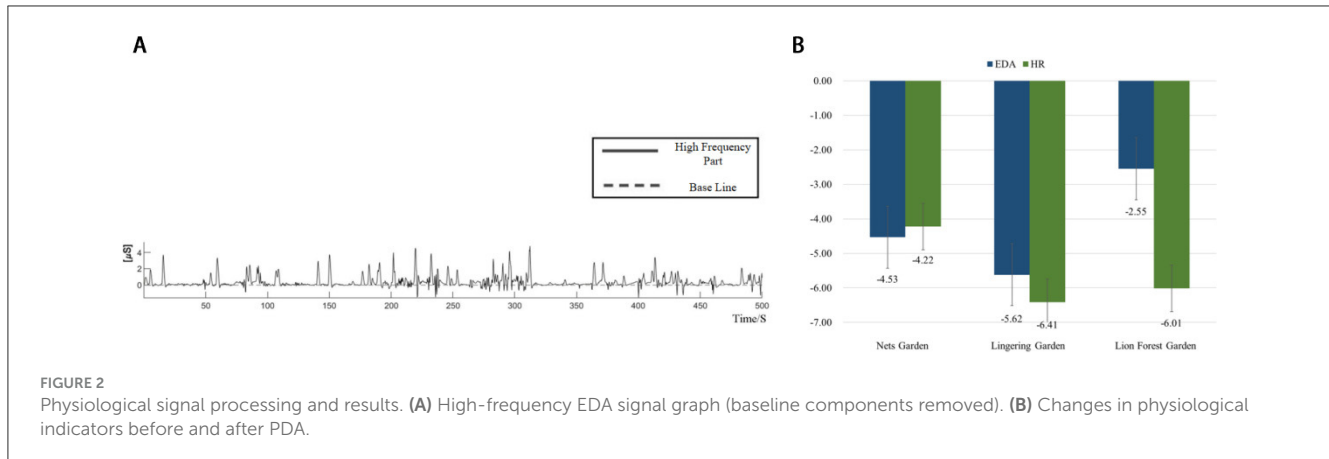 A
High Frequency
Part
Base Line
[µS]
4
2
0
50 100 150 200 250 300 350 400 450 500
Time/S
B
EDA HR
0.00
-1.00
-2.00
-3.00
-4.00
-5.00
-6.00
-7.00
-4.53
-4.22
-5.62
-6.41
-2.55
-6.01
Nets Garden Lingering Garden Lion Forest Garden
FIGURE 2
Physiological signal processing and results. (A) High-frequency EDA signal graph (baseline components removed). (B) Changes in physiological
indicators before and after PDA.